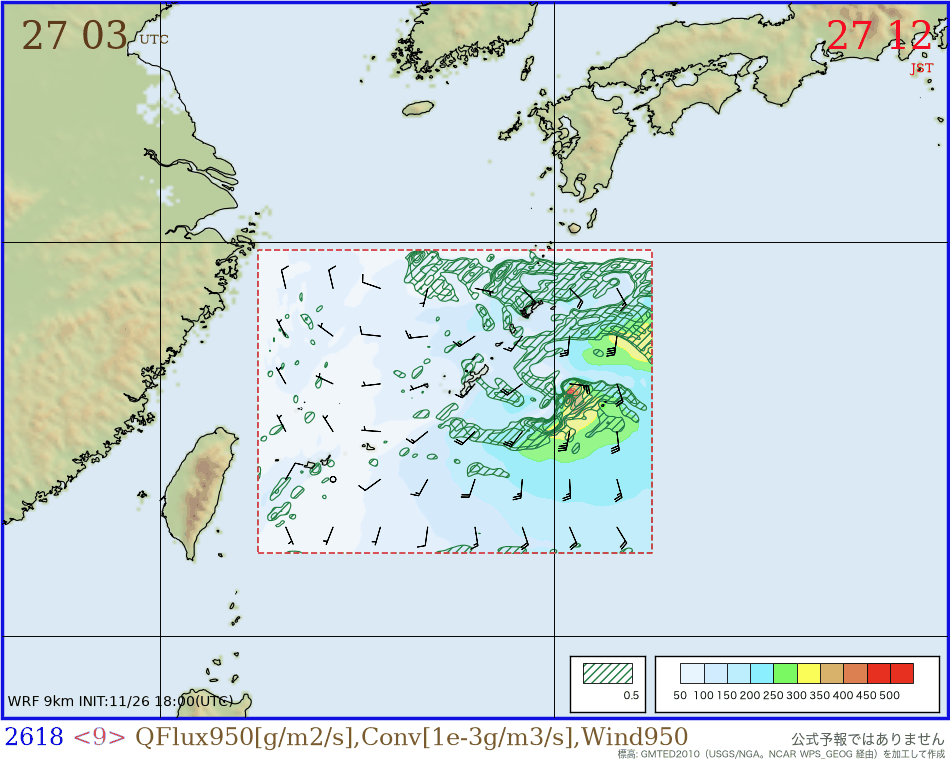 27 03 UTC
27 12
JST
0.5
50 100 150 200 250 300 350 400 450 500
WRF 9km INIT:11/26 18:00(UTC)
2618 <9> QFlux950[g/m2/s],Conv[1e-3g/m3/s],Wind950
公式予報ではありません
標高: GMTED2010（USGS/NGA。NCAR WPS_GEOG 経由）を加工して作成